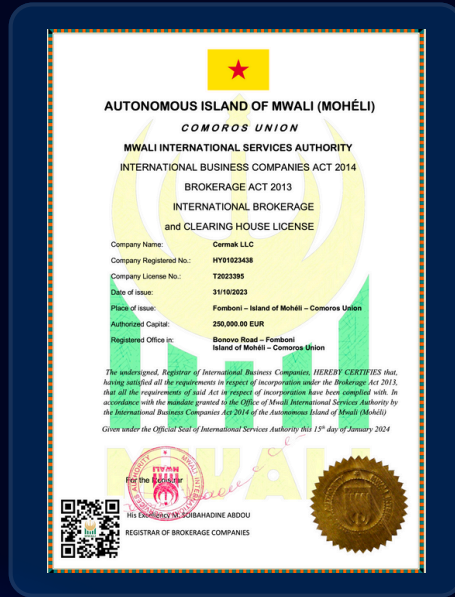 AUTONOMOUS ISLAND OF MWALI (MOHÉLI)
COMOROS UNION
MWALI INTERNATIONAL SERVICES AUTHORITY
INTERNATIONAL BUSINESS COMPANIES ACT 2014
BROKERAGE ACT 2013
INTERNATIONAL BROKERAGE
and CLEARING HOUSE LICENSE
Company Name: Cermak LLC
Company Registered No.: HY01023438
Company License No.: T2023395
Date of issue: 31/10/2023
Place of issue: Fomboni – Island of Mohéli – Comoros Union
Authorized Capital: 250,000.00 EUR
Registered Office in: Bonovo Road – Fomboni
Island of Mohéli – Comoros Union
The undersigned, Registrar of International Business Companies, HEREBY CERTIFIES that,
having satisfied all the requirements in respect of incorporation under the Brokerage Act 2013,
that all the requirements of said Act in respect of incorporation have been complied with. In
accordance with the mandate granted to the Office of Mwali International Services Authority by
the International Business Companies Act 2014 of the Autonomous Island of Mwali (Mohéli)
Given under the Official Seal of International Services Authority this 15th day of January 2024
For the Registrar
His Excellency M. SOIBAHADINE ABDOU
REGISTRAR OF BROKERAGE COMPANIES
MWALI